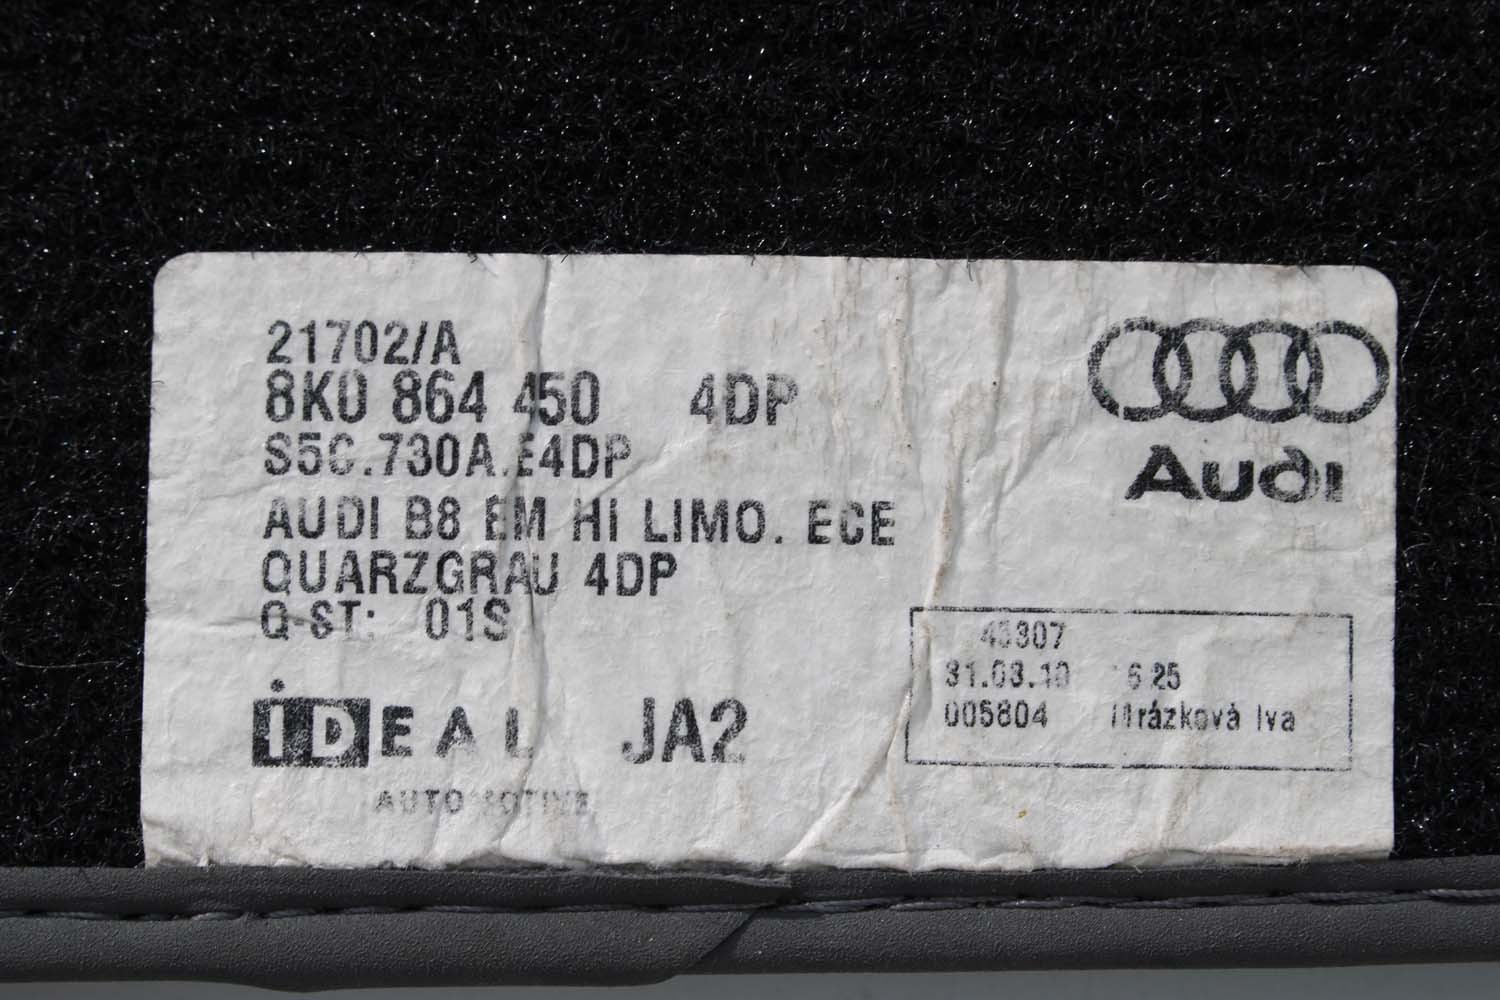 21702/A
8K0 864 450 4DP
S5C.730A.E4DP
AUDI B8 EM HI LIMO. ECE
QUARZGRAU 4DP
Q-ST: 01S
iDEAL JA2
AUTOMOTIVE
Audi
31.03.10
005804 Iva